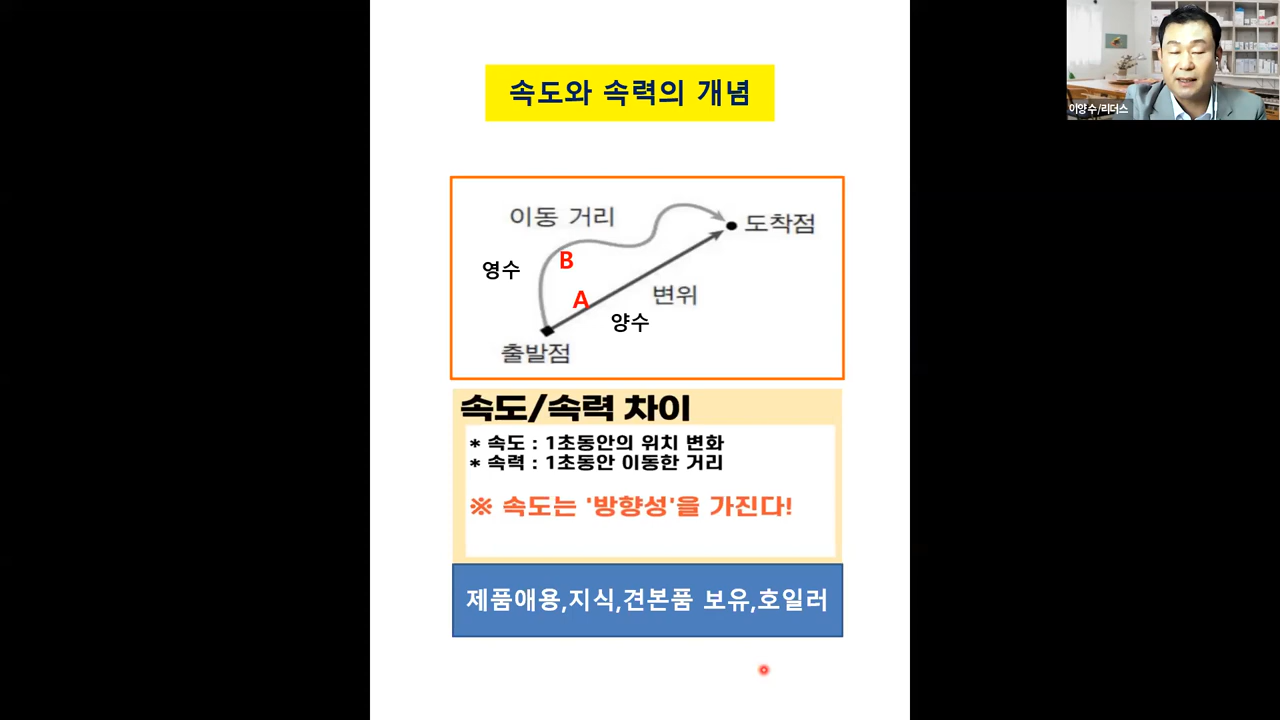 속도와 속력의 개념
이양수/리더스
이동 거리
도착점
영수
B
A
변위
양수
출발점
속도/속력 차이
* 속도 : 1초동안의 위치 변화
* 속력 : 1초동안 이동한 거리
※ 속도는 '방향성'을 가진다!
제품애용,지식,견본품 보유,호일러